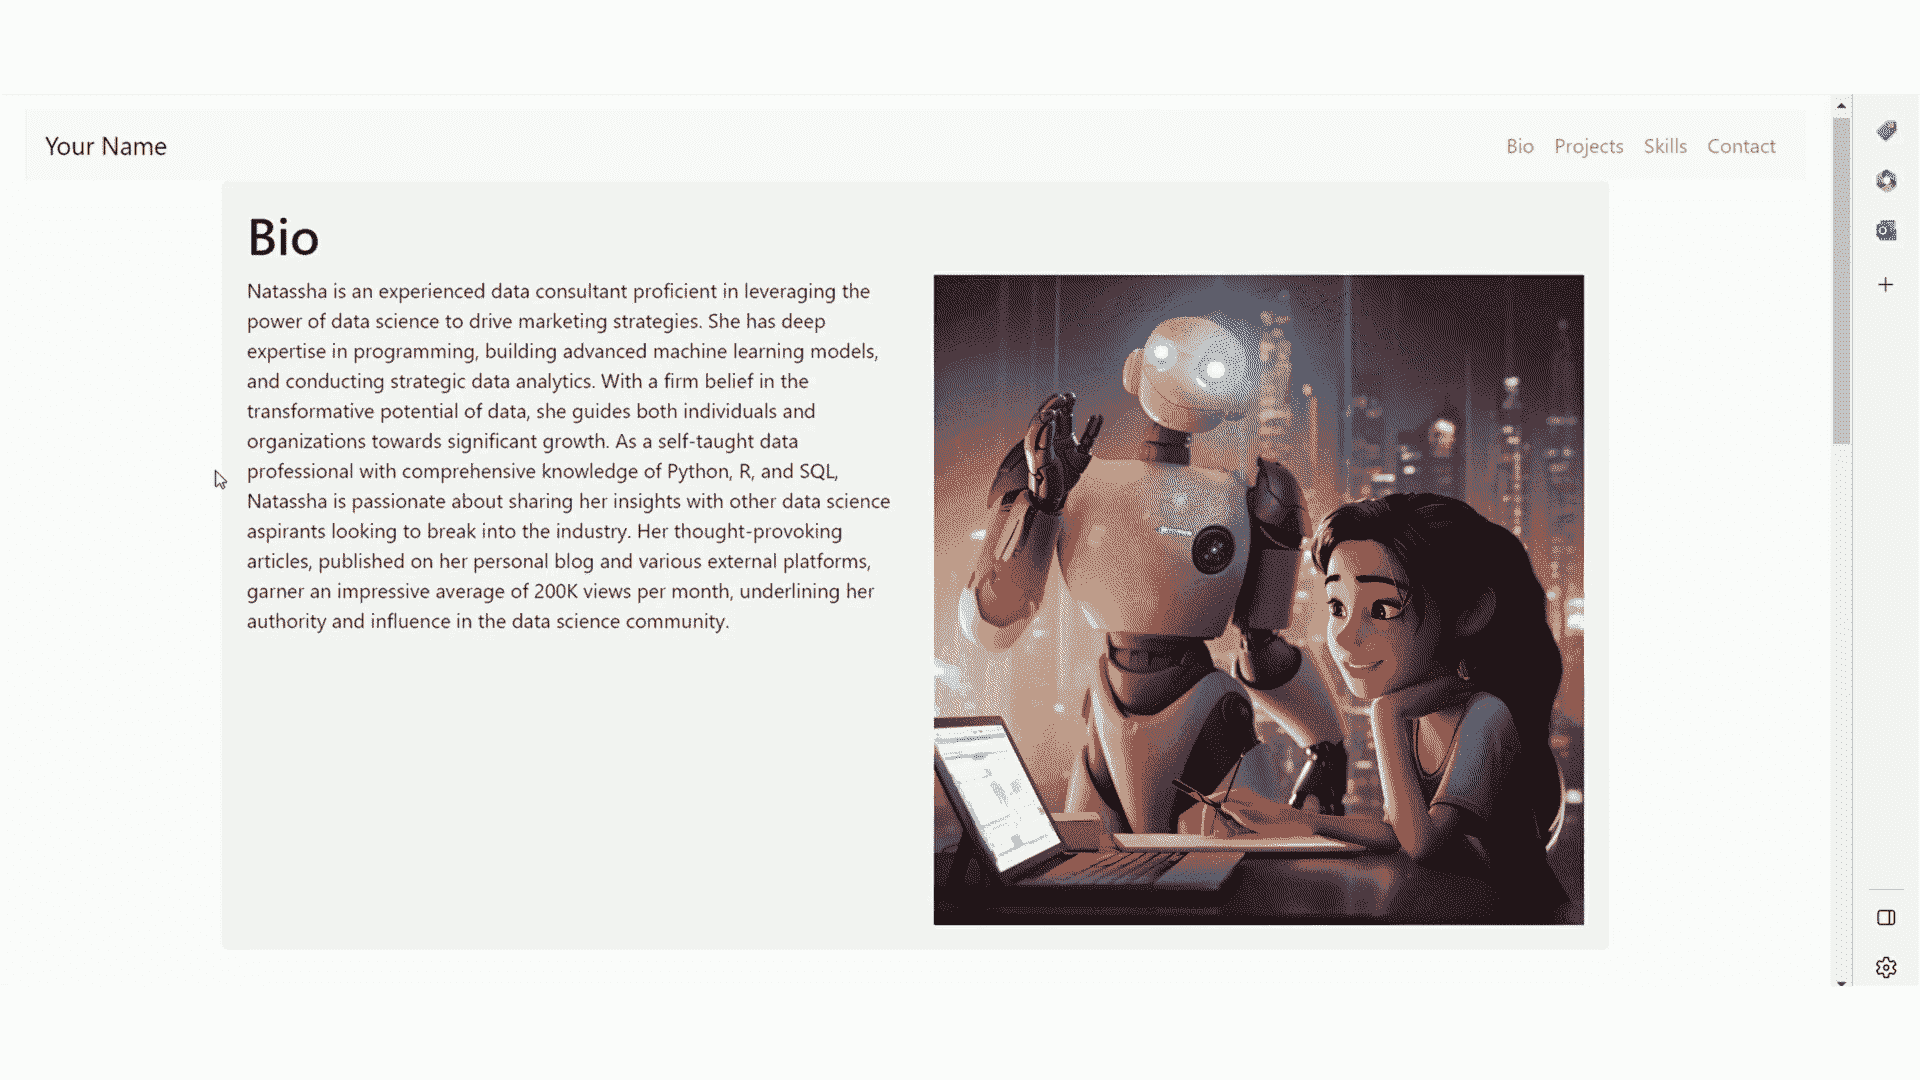 Your Name
Bio Projects Skills Contact
Bio
Natassha is an experienced data consultant proficient in leveraging the
power of data science to drive marketing strategies. She has deep
expertise in programming, building advanced machine learning models,
and conducting strategic data analytics. With a firm belief in the
transformative potential of data, she guides both individuals and
organizations towards significant growth. As a self-taught data
professional with comprehensive knowledge of Python, R, and SQL,
Natassha is passionate about sharing her insights with other data science
aspirants looking to break into the industry. Her thought-provoking
articles, published on her personal blog and various external platforms,
garner an impressive average of 200K views per month, underlining her
authority and influence in the data science community.